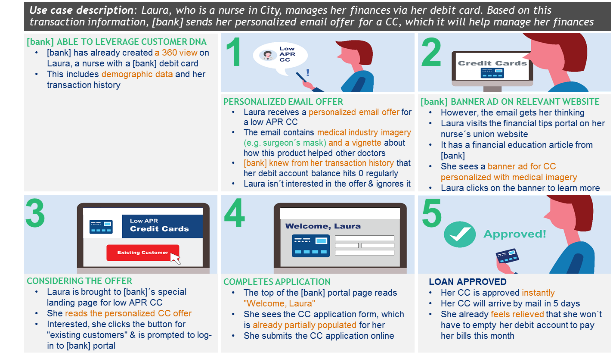 Use case description: Laura, who is a nurse in City, manages her finances via her debit card. Based on this
transaction information, [bank] sends her personalized email offer for a CC, which it will help manage her finances
[bank] ABLE TO LEVERAGE CUSTOMER DNA
• [bank] has already created a 360 view on
Laura, a nurse with a [bank] debit card
• This includes demographic data and her
transaction history
1
Low
APR
CC
PERSONALIZED EMAIL OFFER
• Laura receives a personalized email offer for
a low APR CC
• The email contains medical industry imagery
(e.g. surgeon´s mask) and a vignette about
how this product helped other doctors
• [bank] knew from her transaction history that
her debit account balance hits 0 regularly
• Laura isn´t interested in the offer & ignores it
2
Credit Cards
[bank] BANNER AD ON RELEVANT WEBSITE
• However, the email gets her thinking
• Laura visits the financial tips portal on her
nurse´s union website
• It has a financial education article from
[bank]
• She sees a banner ad for CC
personalized with medical imagery
• Laura clicks on the banner to learn more
3
Low APR
Credit Cards
Existing Customer
CONSIDERING THE OFFER
• Laura is brought to [bank]´s special
landing page for low APR CC
• She reads the personalized CC offer
• Interested, she clicks the button for
"existing customers" & is prompted to log-
in to [bank] portal
4
Welcome, Laura
COMPLETES APPLICATION
• The top of the [bank] portal page reads
"Welcome, Laura"
• She sees the CC application form, which
is already partially populated for her
• She submits the CC application online
5
Approved!
LOAN APPROVED
• Her CC is approved instantly
• Her CC will arrive by mail in 5 days
• She already feels relieved that she won´t
have to empty her debit account to pay
her bills this month